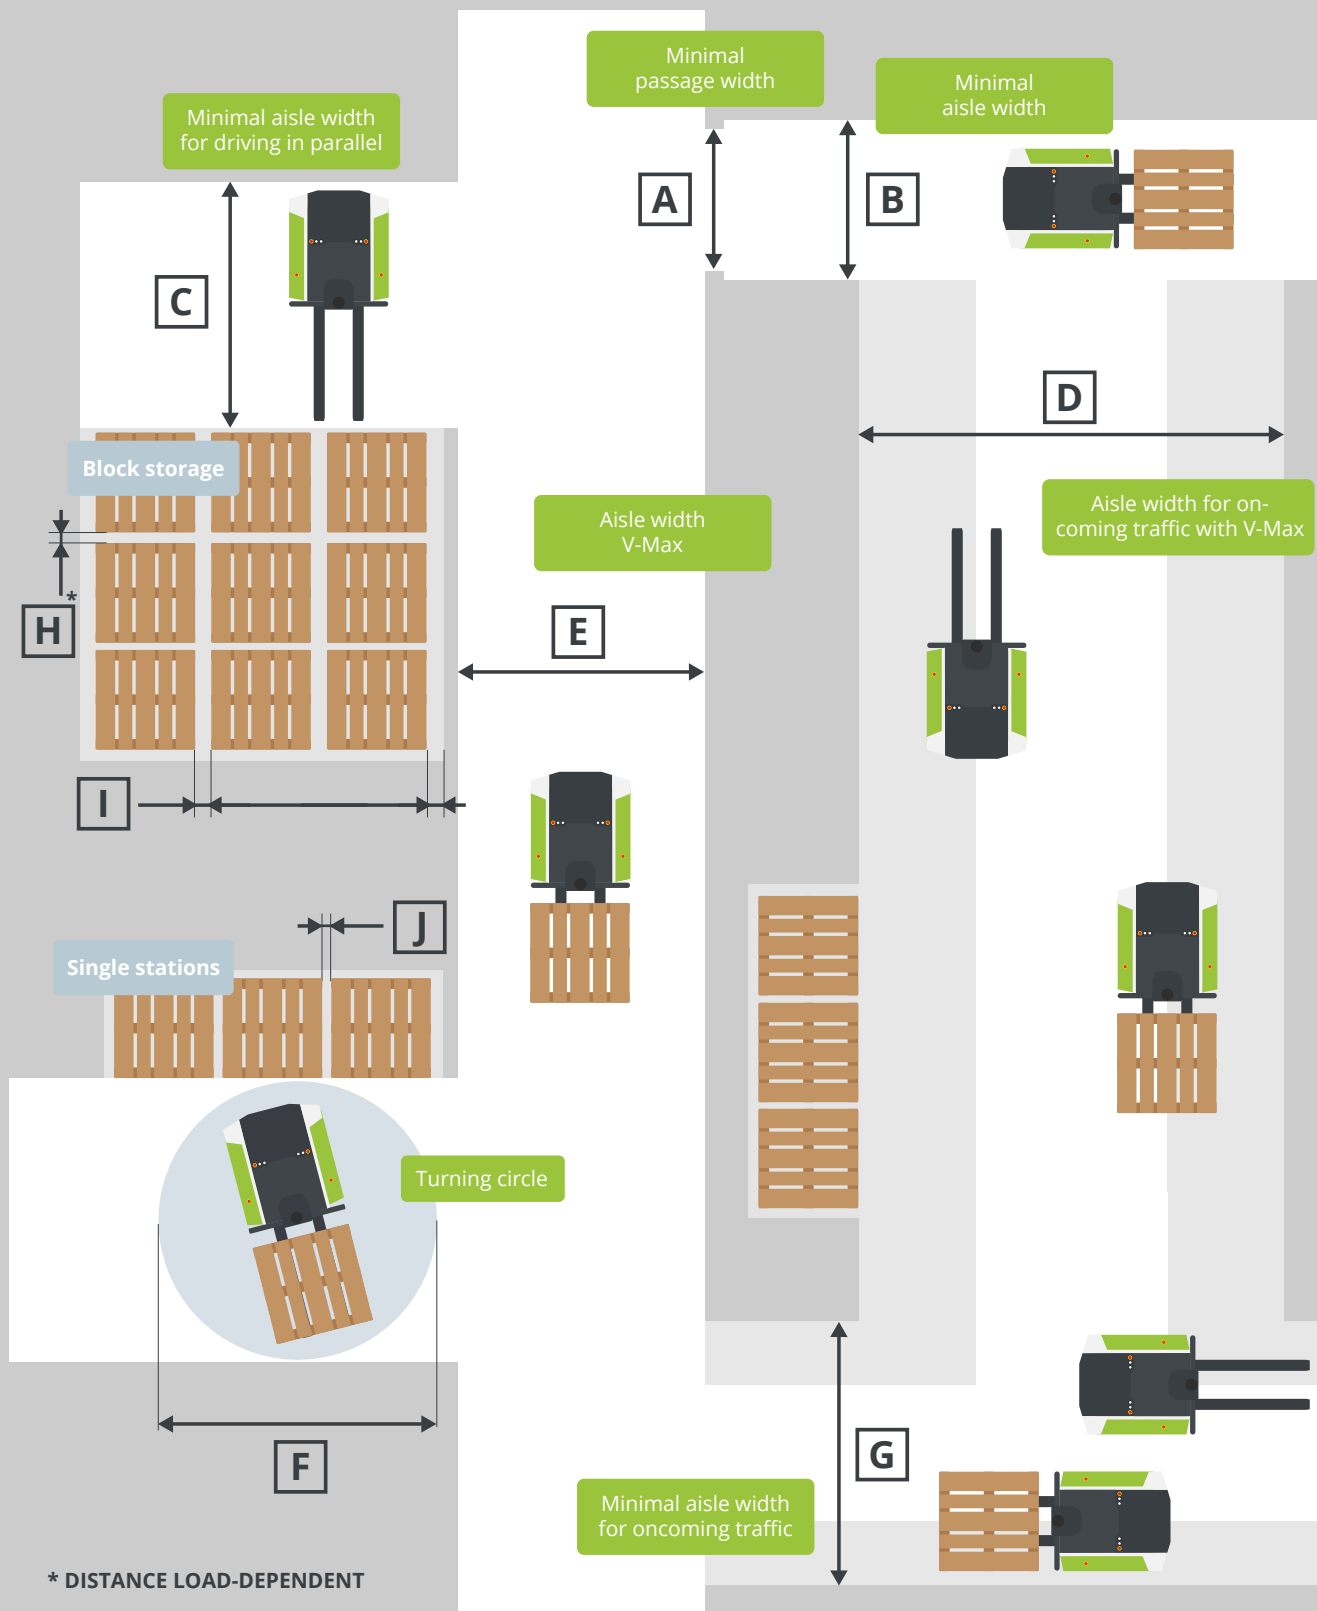 Minimal
passage width
Minimal
aisle width
Minimal aisle width
for driving in parallel
A
B
C
D
Block storage
Aisle width
V-Max
Aisle width for on-
coming traffic with V-Max
*
H
E
I
J
Single stations
Turning circle
F
G
Minimal aisle width
for oncoming traffic
* DISTANCE LOAD-DEPENDENT